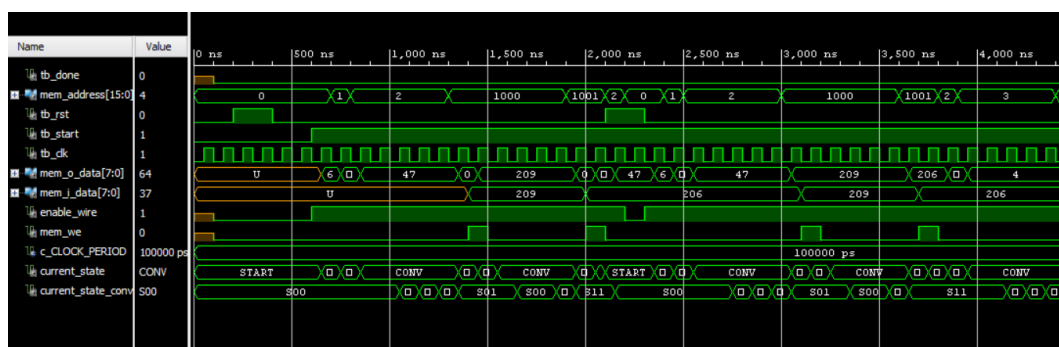 Name Value 0 ns 500 ns 1,000 ns 1,500 ns 2,000 ns 2,500 ns 3,000 ns 3,500 ns 4,000 ns
tb_done 0
mem_address[15:0] 4 0 1 2 1000 1001 2 0 1 2 1000 1001 2 3
tb_rst 0
tb_start 1
tb_clk 1
mem_o_data[7:0] 64 U 6 47 0 209 0 47 6 47 209 206 4
mem_i_data[7:0] 37 U 209 206 209 206
enable_wire 1
mem_we 0
c_CLOCK_PERIOD 100000 ps 100000 ps
current_state CONV START CONV CONV START CONV CONV CONV
current_state_conv S00 S00 S01 S00 S11 S00 S01 S00 S11